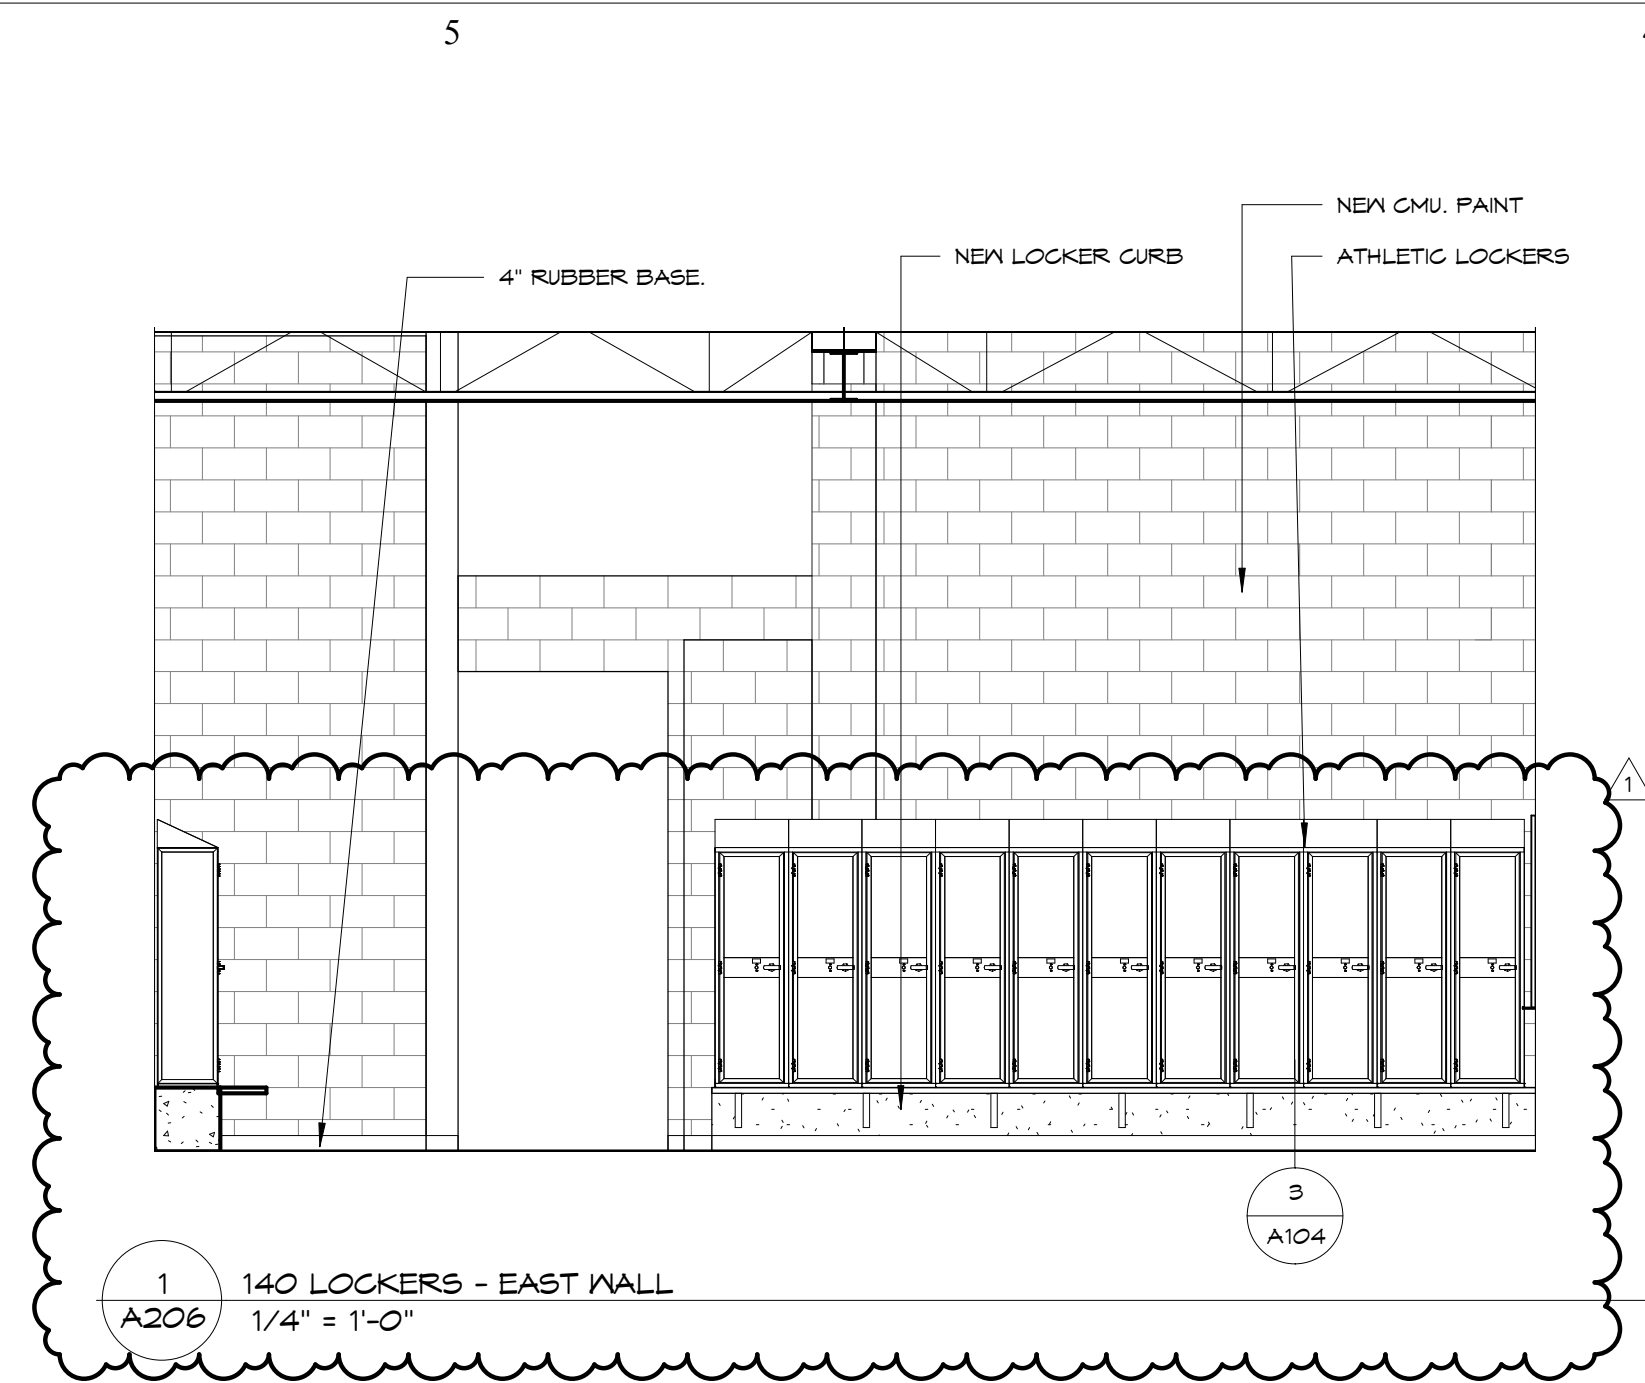 5
NEW CMU. PAINT
NEW LOCKER CURB
ATHLETIC LOCKERS
4" RUBBER BASE.
1
3
A104
1
140 LOCKERS - EAST WALL
A206
1/4" = 1'-0"